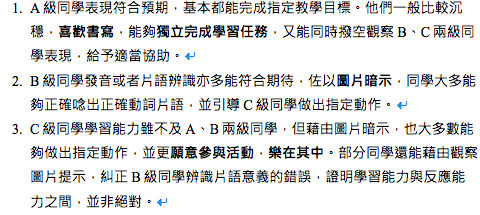 1. A 級同學表現符合預期，基本都能完成指定教學目標。他們一般比較沉
穩，喜歡書寫，能夠獨立完成學習任務，又能同時撥空觀察 B、C 兩級同
學表現，給予適當協助。
2. B 級同學發音或者片語辨識亦多能符合期待，佐以圖片暗示，同學大多能
夠正確唸出正確動詞片語，並引導 C 級同學做出指定動作。
3. C 級同學學習能力雖不及 A、B 兩級同學，但藉由圖片暗示，也大多數能
夠做出指定動作，並更願意參與活動，樂在其中。部分同學還能藉由觀察
圖片提示，糾正 B 級同學辨識片語意義的錯誤，證明學習能力與反應能
力之間，並非絕對。